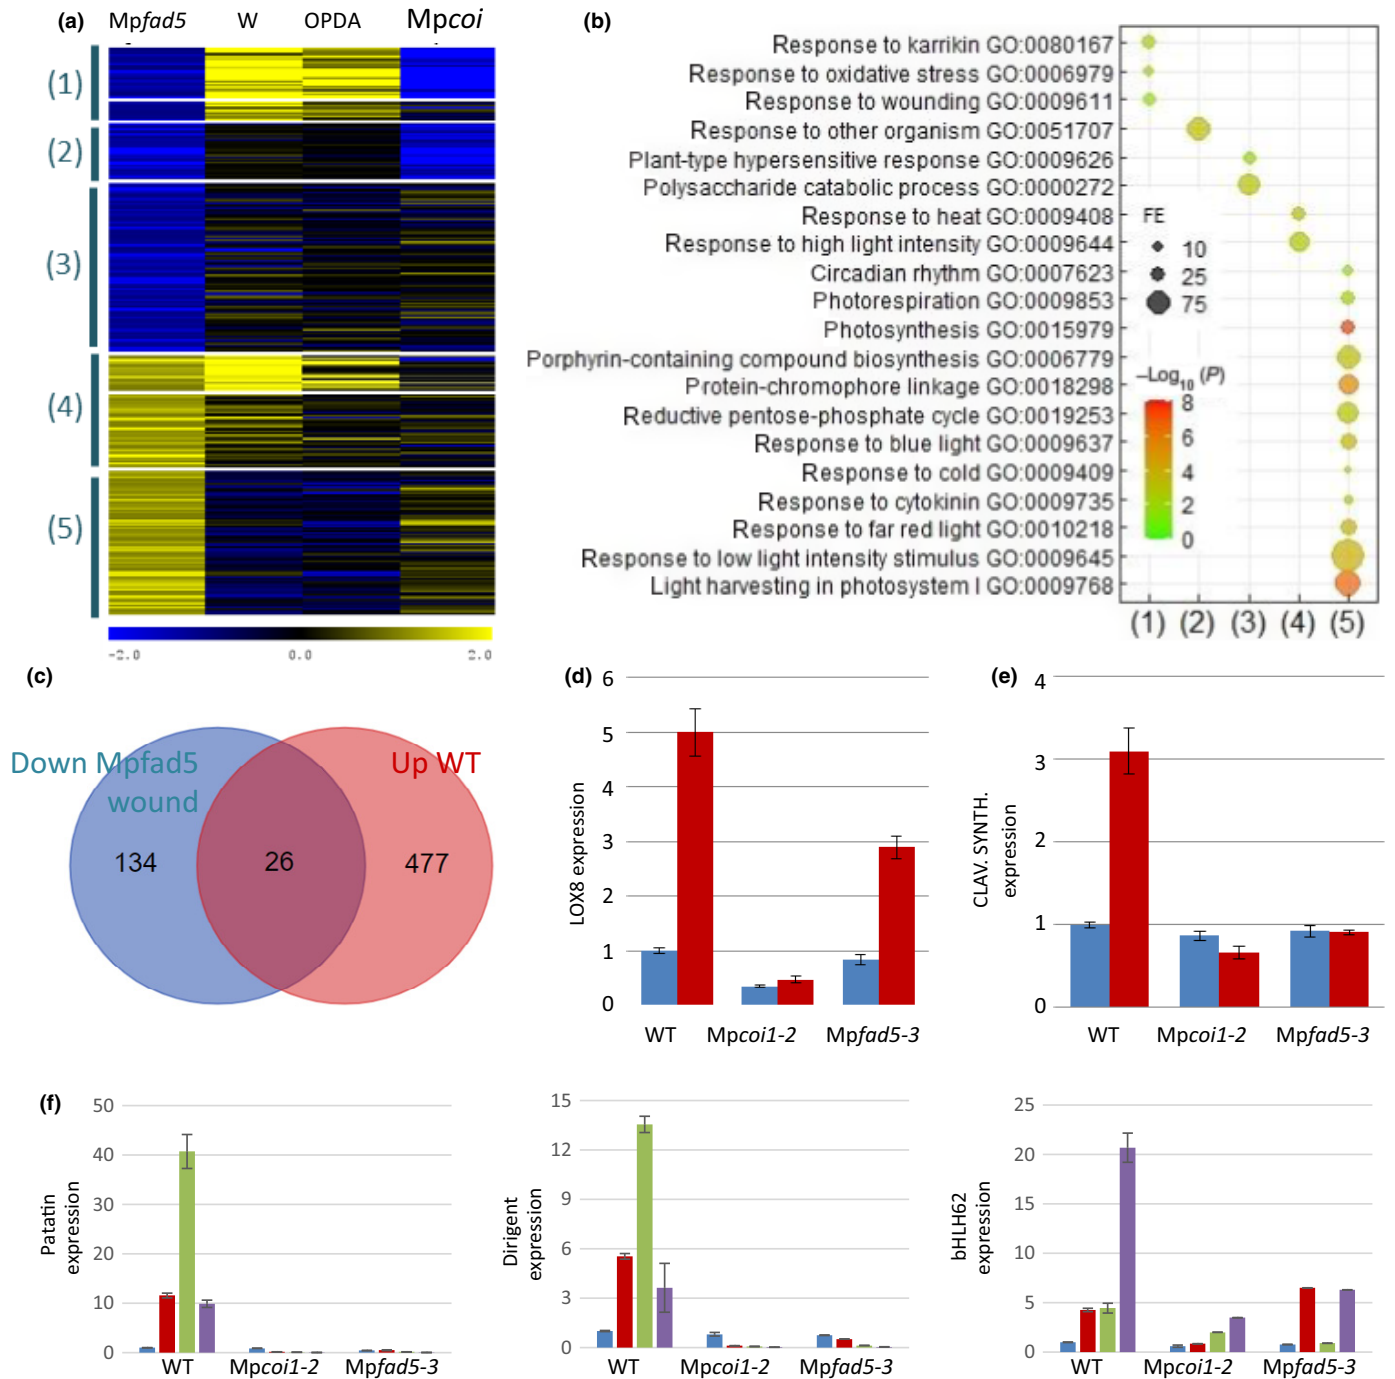 (a) Mpfad5 W OPDA Mpcoi
(1)
(2)
(3)
(4)
(5)
-2.0 0.0 2.0
(b)
Response to karrikin GO:0080167
Response to oxidative stress GO:0006979
Response to wounding GO:0009611
Response to other organism GO:0051707
Plant-type hypersensitive response GO:0009626
Polysaccharide catabolic process GO:0000272
Response to heat GO:0009408
Response to high light intensity GO:0009644
Circadian rhythm GO:0007623
Photorespiration GO:0009853
Photosynthesis GO:0015979
Porphyrin-containing compound biosynthesis GO:0006779
Protein-chromophore linkage GO:0018298
Reductive pentose-phosphate cycle GO:0019253
Response to blue light GO:0009637
Response to cold GO:0009409
Response to cytokinin GO:0009735
Response to far red light GO:0010218
Response to low light intensity stimulus GO:0009645
Light harvesting in photosystem I GO:0009768
FE
10
25
75
–Log10 (P)
8
6
4
2
0
(1) (2) (3) (4) (5)
(c)
Down Mpfad5
wound
Up WT
134 26 477
(d)
LOX8 expression
6
5
4
3
2
1
0
WT Mpcoi1-2 Mpfad5-3
(e)
CLAV. SYNTH.
expression
4
3
2
1
0
WT Mpcoi1-2 Mpfad5-3
(f)
Patatin
expression
50
40
30
20
10
0
WT Mpcoi1-2 Mpfad5-3
Dirigent
expression
15
12
9
6
3
0
WT Mpcoi1-2 Mpfad5-3
bHLH62
expression
25
20
15
10
5
0
WT Mpcoi1-2 Mpfad5-3